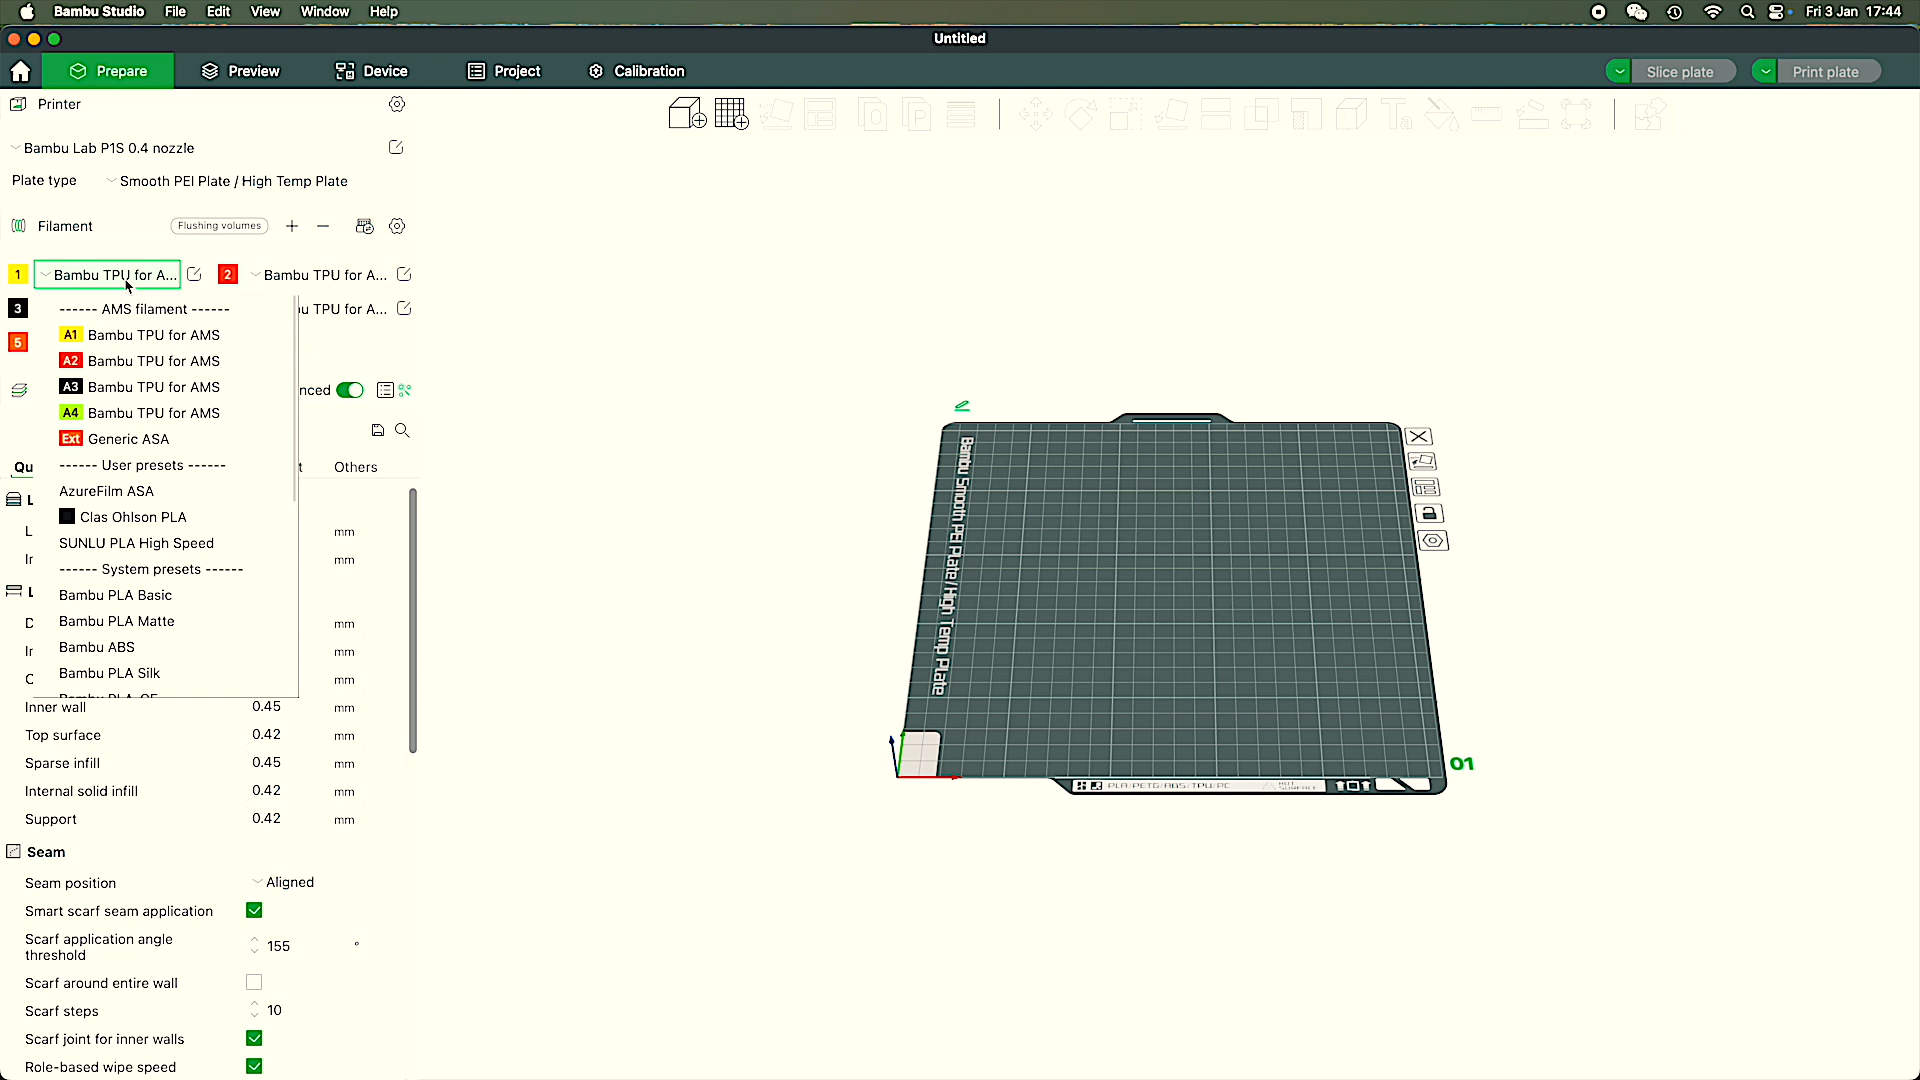 Bambu Studio File Edit View Window Help
Fri 3 Jan 17:44
Untitled
Prepare Preview Device Project Calibration
Slice plate Print plate
Printer
Bambu Lab P1S 0.4 nozzle
Plate type Smooth PEI Plate / High Temp Plate
Filament Flushing volumes + −
1 Bambu TPU for A... 2 Bambu TPU for A...
3 u TPU for A...
5
------ AMS filament ------
A1 Bambu TPU for AMS
A2 Bambu TPU for AMS
A3 Bambu TPU for AMS
A4 Bambu TPU for AMS
Ext Generic ASA
------ User presets ------
AzureFilm ASA
Clas Ohlson PLA
SUNLU PLA High Speed
------ System presets ------
Bambu PLA Basic
Bambu PLA Matte
Bambu ABS
Bambu PLA Silk
nced
Qu t Others
L
L mm
Ir mm
L
D mm
Ir mm
C mm
Inner wall 0.45 mm
Top surface 0.42 mm
Sparse infill 0.45 mm
Internal solid infill 0.42 mm
Support 0.42 mm
Seam
Seam position Aligned
Smart scarf seam application
Scarf application angle
threshold 155 °
Scarf around entire wall
Scarf steps 10
Scarf joint for inner walls
Role-based wipe speed
Bambu Smooth PEI Plate/High Temp Plate
01
PLA/PETG/ABS/TPU/PC
HOT
SURFACE